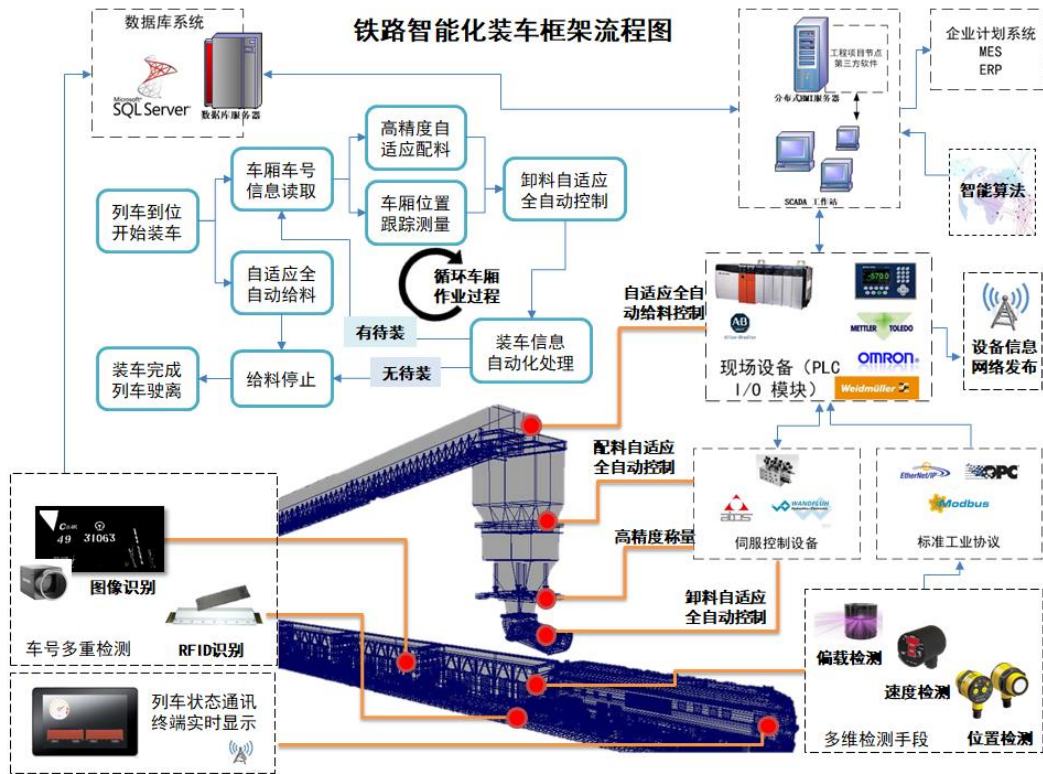 铁路智能化装车框架流程图
数据库系统
Microsoft
SQL Server
数据库服务器
工程项目节点
第三方软件
分布式HMI服务器
SCADA 工作站
企业计划系统
MES
ERP
智能算法
列车到位
开始装车
车厢车号
信息读取
高精度自
适应配料
车厢位置
跟踪测量
卸料自适应
全自动控制
自适应全
自动给料
循环车厢
作业过程
有待装
无待装
装车信息
自动化处理
给料停止
装车完成
列车驶离
自适应全自
动给料控制
AB
Allen-Bradley
METTLER TOLEDO
OMRON
Weidmüller
现场设备（PLC
I/O 模块）
设备信息
网络发布
配料自适应
全自动控制
高精度称量
卸料自适应
全自动控制
atos
WANDFLUH
伺服控制设备
EtherNet/IP
OPC
Modbus
标准工业协议
49 31063
图像识别
车号多重检测
RFID识别
列车状态通讯
终端实时显示
偏载检测
速度检测
多维检测手段
位置检测